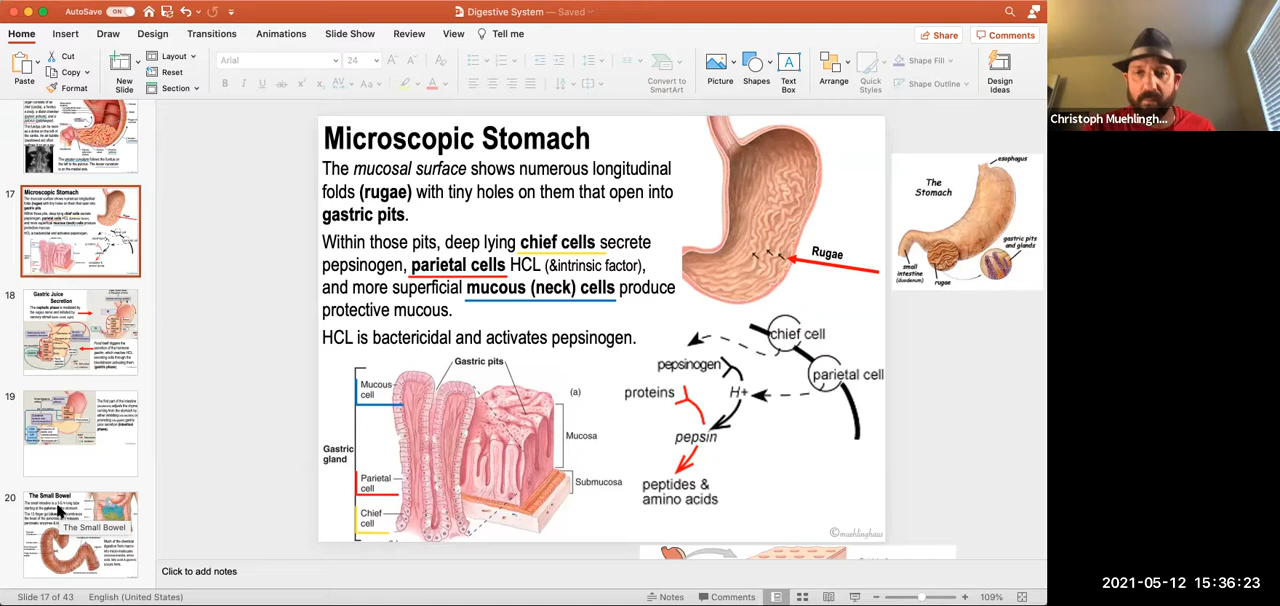 AutoSave ON
Digestive System — Saved
Home Insert Draw Design Transitions Animations Slide Show Review View Tell me
Share Comments
Paste
Cut
Copy
Format
New Slide
Layout
Reset
Section
Arial 24
Convert to SmartArt
Picture
Shapes
Text Box
Arrange
Quick Styles
Shape Fill
Shape Outline
Design Ideas
Christoph Muehlingh...
17
18
19
20
Microscopic Stomach
Gastric Juice
Secretion
The Small Bowel
The Small Bowel
Microscopic Stomach
The mucosal surface shows numerous longitudinal
folds (rugae) with tiny holes on them that open into
gastric pits.
Within those pits, deep lying chief cells secrete
pepsinogen, parietal cells HCL (&intrinsic factor),
and more superficial mucous (neck) cells produce
protective mucous.
HCL is bactericidal and activates pepsinogen.
Rugae
The
Stomach
esophagus
gastric pits
and glands
small
intestine
(duodenum)
rugae
Gastric pits
Mucous
cell
(a)
Mucosa
Gastric
gland
Submucosa
Parietal
cell
Chief
cell
chief cell
pepsinogen
parietal cell
proteins
H+
pepsin
peptides &
amino acids
©muehlinghaus
Click to add notes
Slide 17 of 43 English (United States)
Notes Comments
109%
2021-05-12 15:36:23